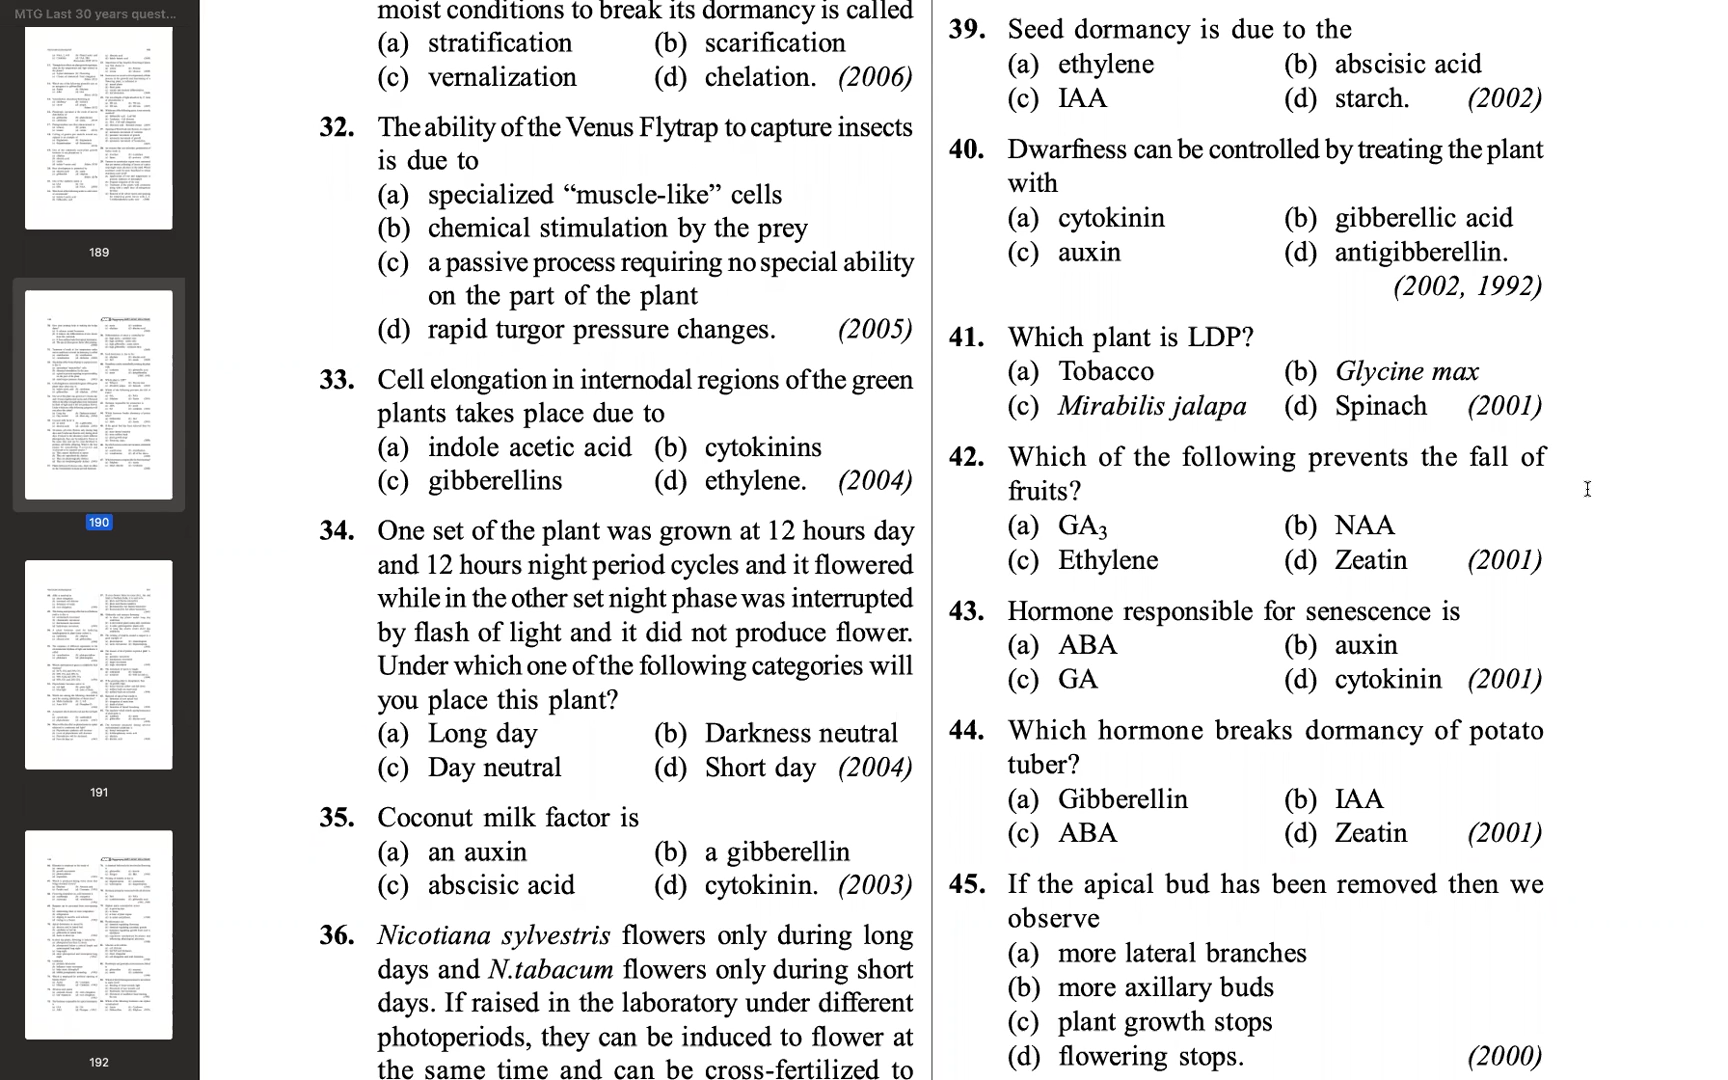 MTG Last 30 years quest...
189
190
191
192
moist conditions to break its dormancy is called
(a) stratification (b) scarification
(c) vernalization (d) chelation. (2006)
32. The ability of the Venus Flytrap to capture insects
is due to
(a) specialized “muscle-like” cells
(b) chemical stimulation by the prey
(c) a passive process requiring no special ability
on the part of the plant
(d) rapid turgor pressure changes. (2005)
33. Cell elongation in internodal regions of the green
plants takes place due to
(a) indole acetic acid (b) cytokinins
(c) gibberellins (d) ethylene. (2004)
34. One set of the plant was grown at 12 hours day
and 12 hours night period cycles and it flowered
while in the other set night phase was interrupted
by flash of light and it did not produce flower.
Under which one of the following categories will
you place this plant?
(a) Long day (b) Darkness neutral
(c) Day neutral (d) Short day (2004)
35. Coconut milk factor is
(a) an auxin (b) a gibberellin
(c) abscisic acid (d) cytokinin. (2003)
36. Nicotiana sylvestris flowers only during long
days and N.tabacum flowers only during short
days. If raised in the laboratory under different
photoperiods, they can be induced to flower at
the same time and can be cross-fertilized to
39. Seed dormancy is due to the
(a) ethylene (b) abscisic acid
(c) IAA (d) starch. (2002)
40. Dwarfness can be controlled by treating the plant
with
(a) cytokinin (b) gibberellic acid
(c) auxin (d) antigibberellin.
(2002, 1992)
41. Which plant is LDP?
(a) Tobacco (b) Glycine max
(c) Mirabilis jalapa (d) Spinach (2001)
42. Which of the following prevents the fall of
fruits?
(a) GA₃ (b) NAA
(c) Ethylene (d) Zeatin (2001)
43. Hormone responsible for senescence is
(a) ABA (b) auxin
(c) GA (d) cytokinin (2001)
44. Which hormone breaks dormancy of potato
tuber?
(a) Gibberellin (b) IAA
(c) ABA (d) Zeatin (2001)
45. If the apical bud has been removed then we
observe
(a) more lateral branches
(b) more axillary buds
(c) plant growth stops
(d) flowering stops. (2000)